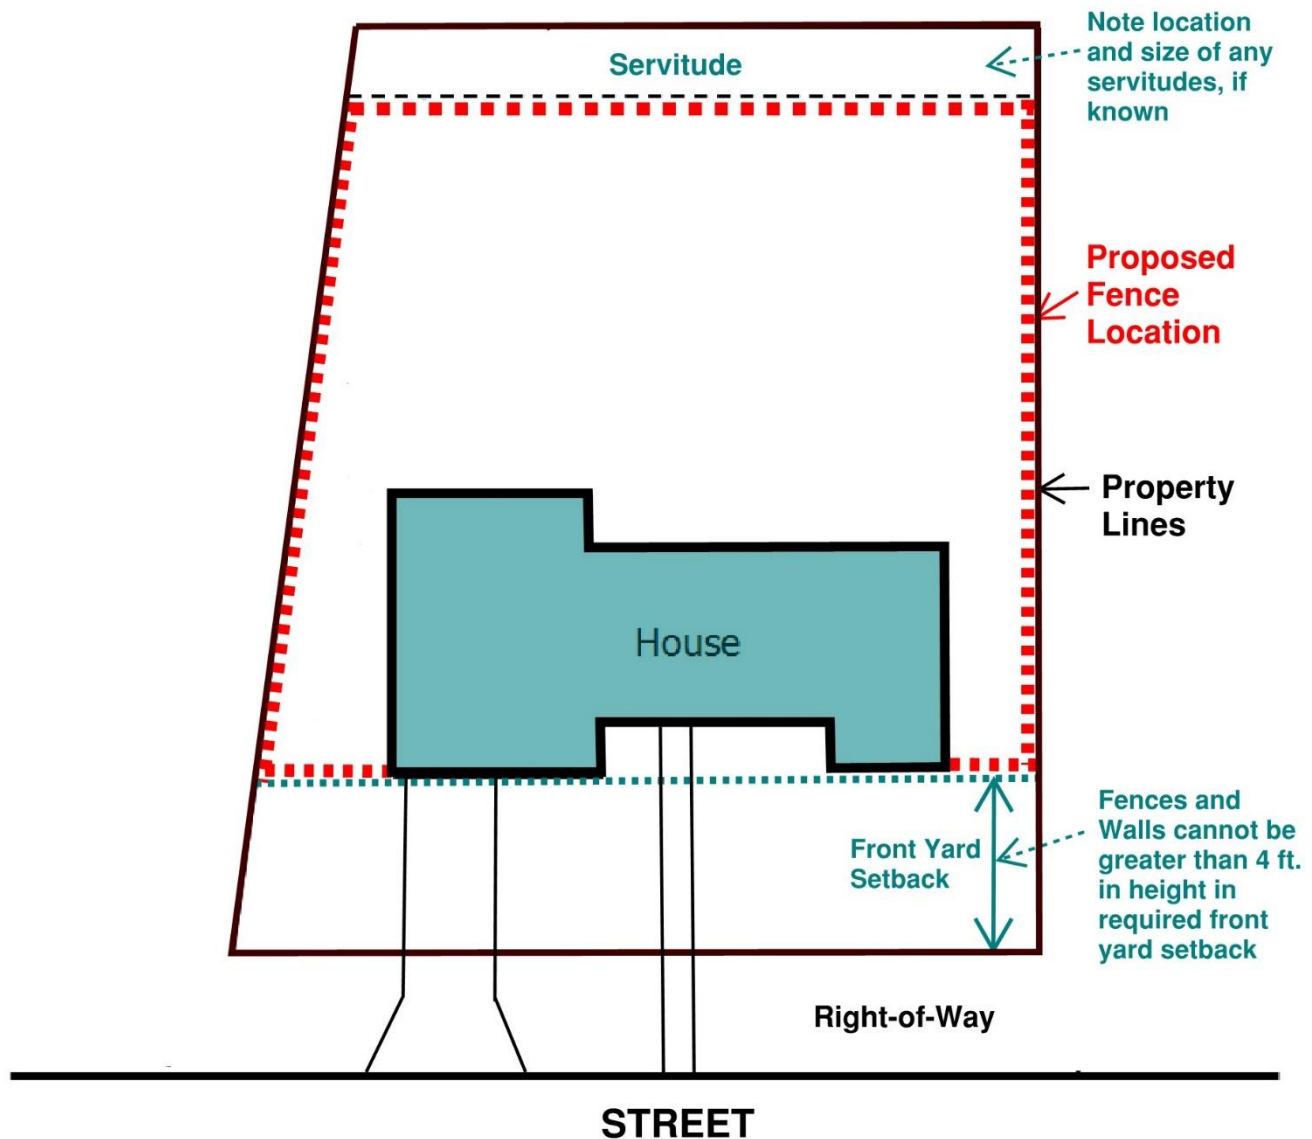 Servitude
Note location
and size of any
servitudes, if
known
Proposed
Fence
Location
Property
Lines
House
Front Yard
Setback
Fences and
Walls cannot be
greater than 4 ft.
in height in
required front
yard setback
Right-of-Way
STREET